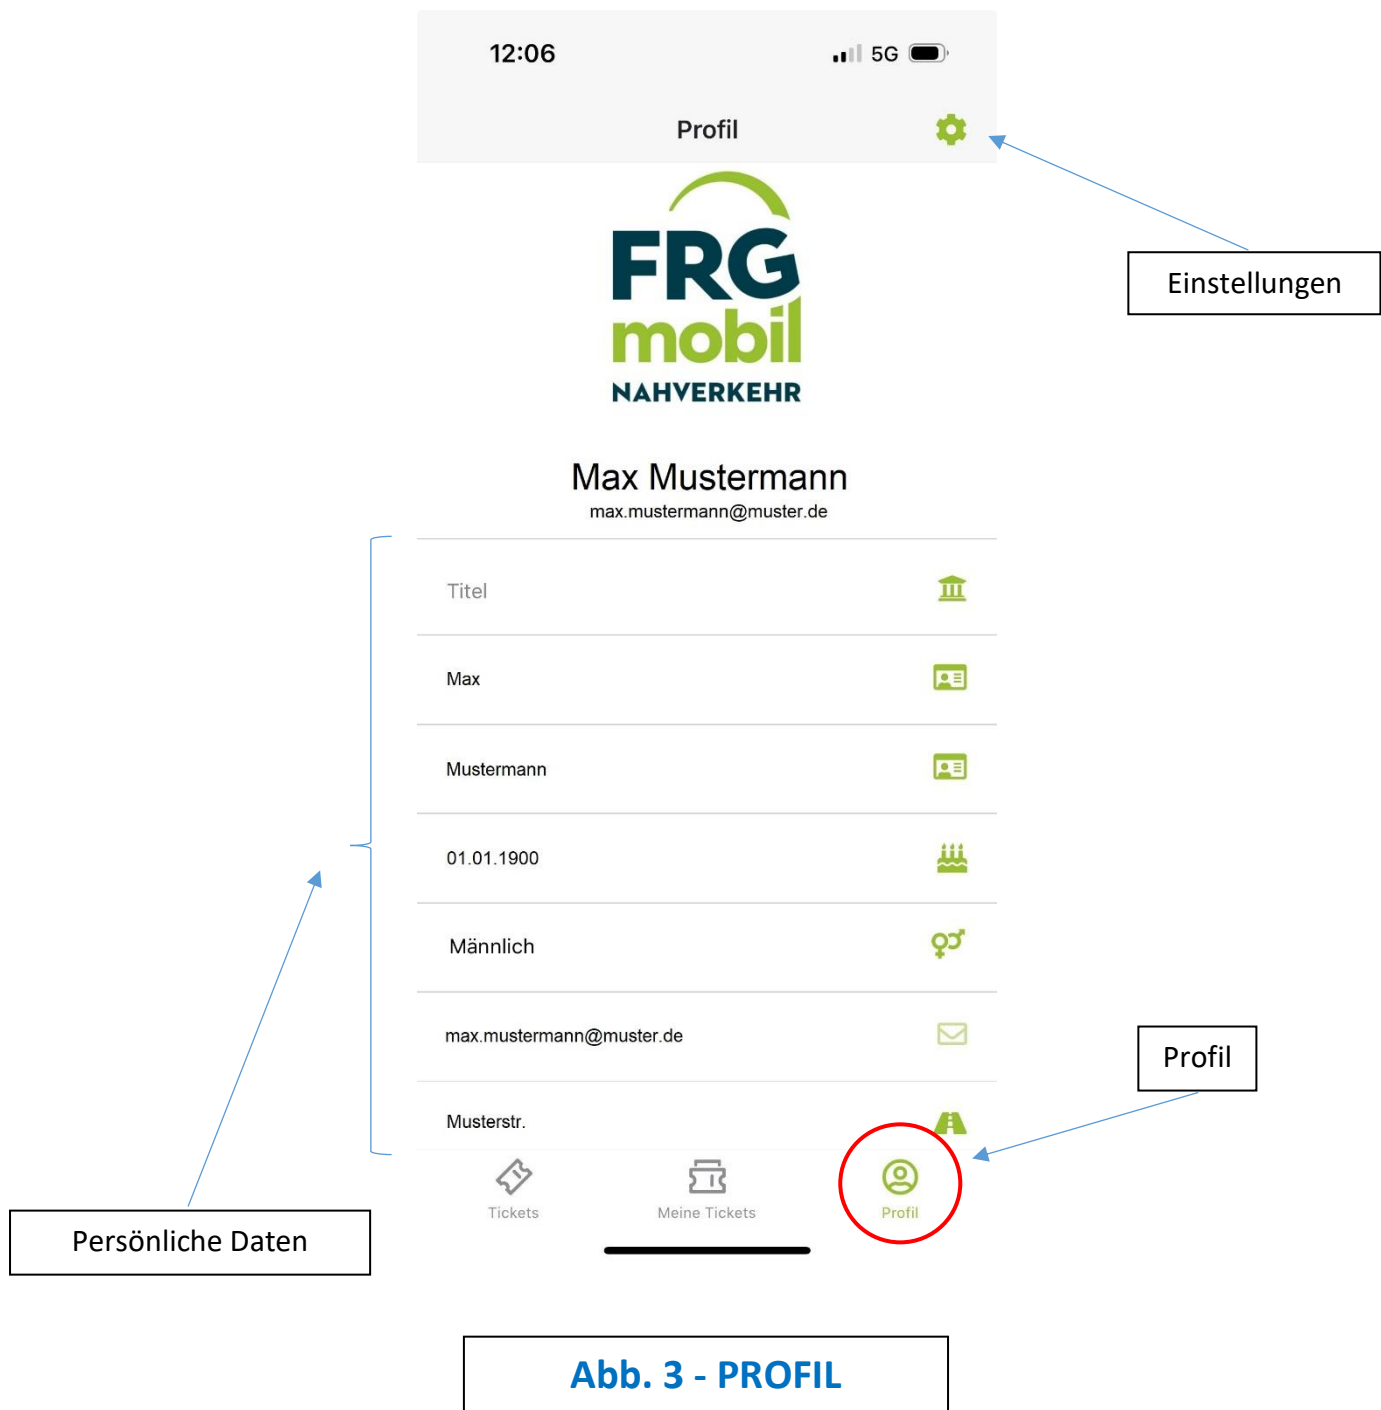 12:06
5G
Profil
FRG
mobil
NAHVERKEHR
Einstellungen
Max Mustermann
max.mustermann@muster.de
Titel
Max
Mustermann
01.01.1900
Männlich
max.mustermann@muster.de
Profil
Musterstr.
Tickets
Meine Tickets
Profil
Persönliche Daten
Abb. 3 - PROFIL